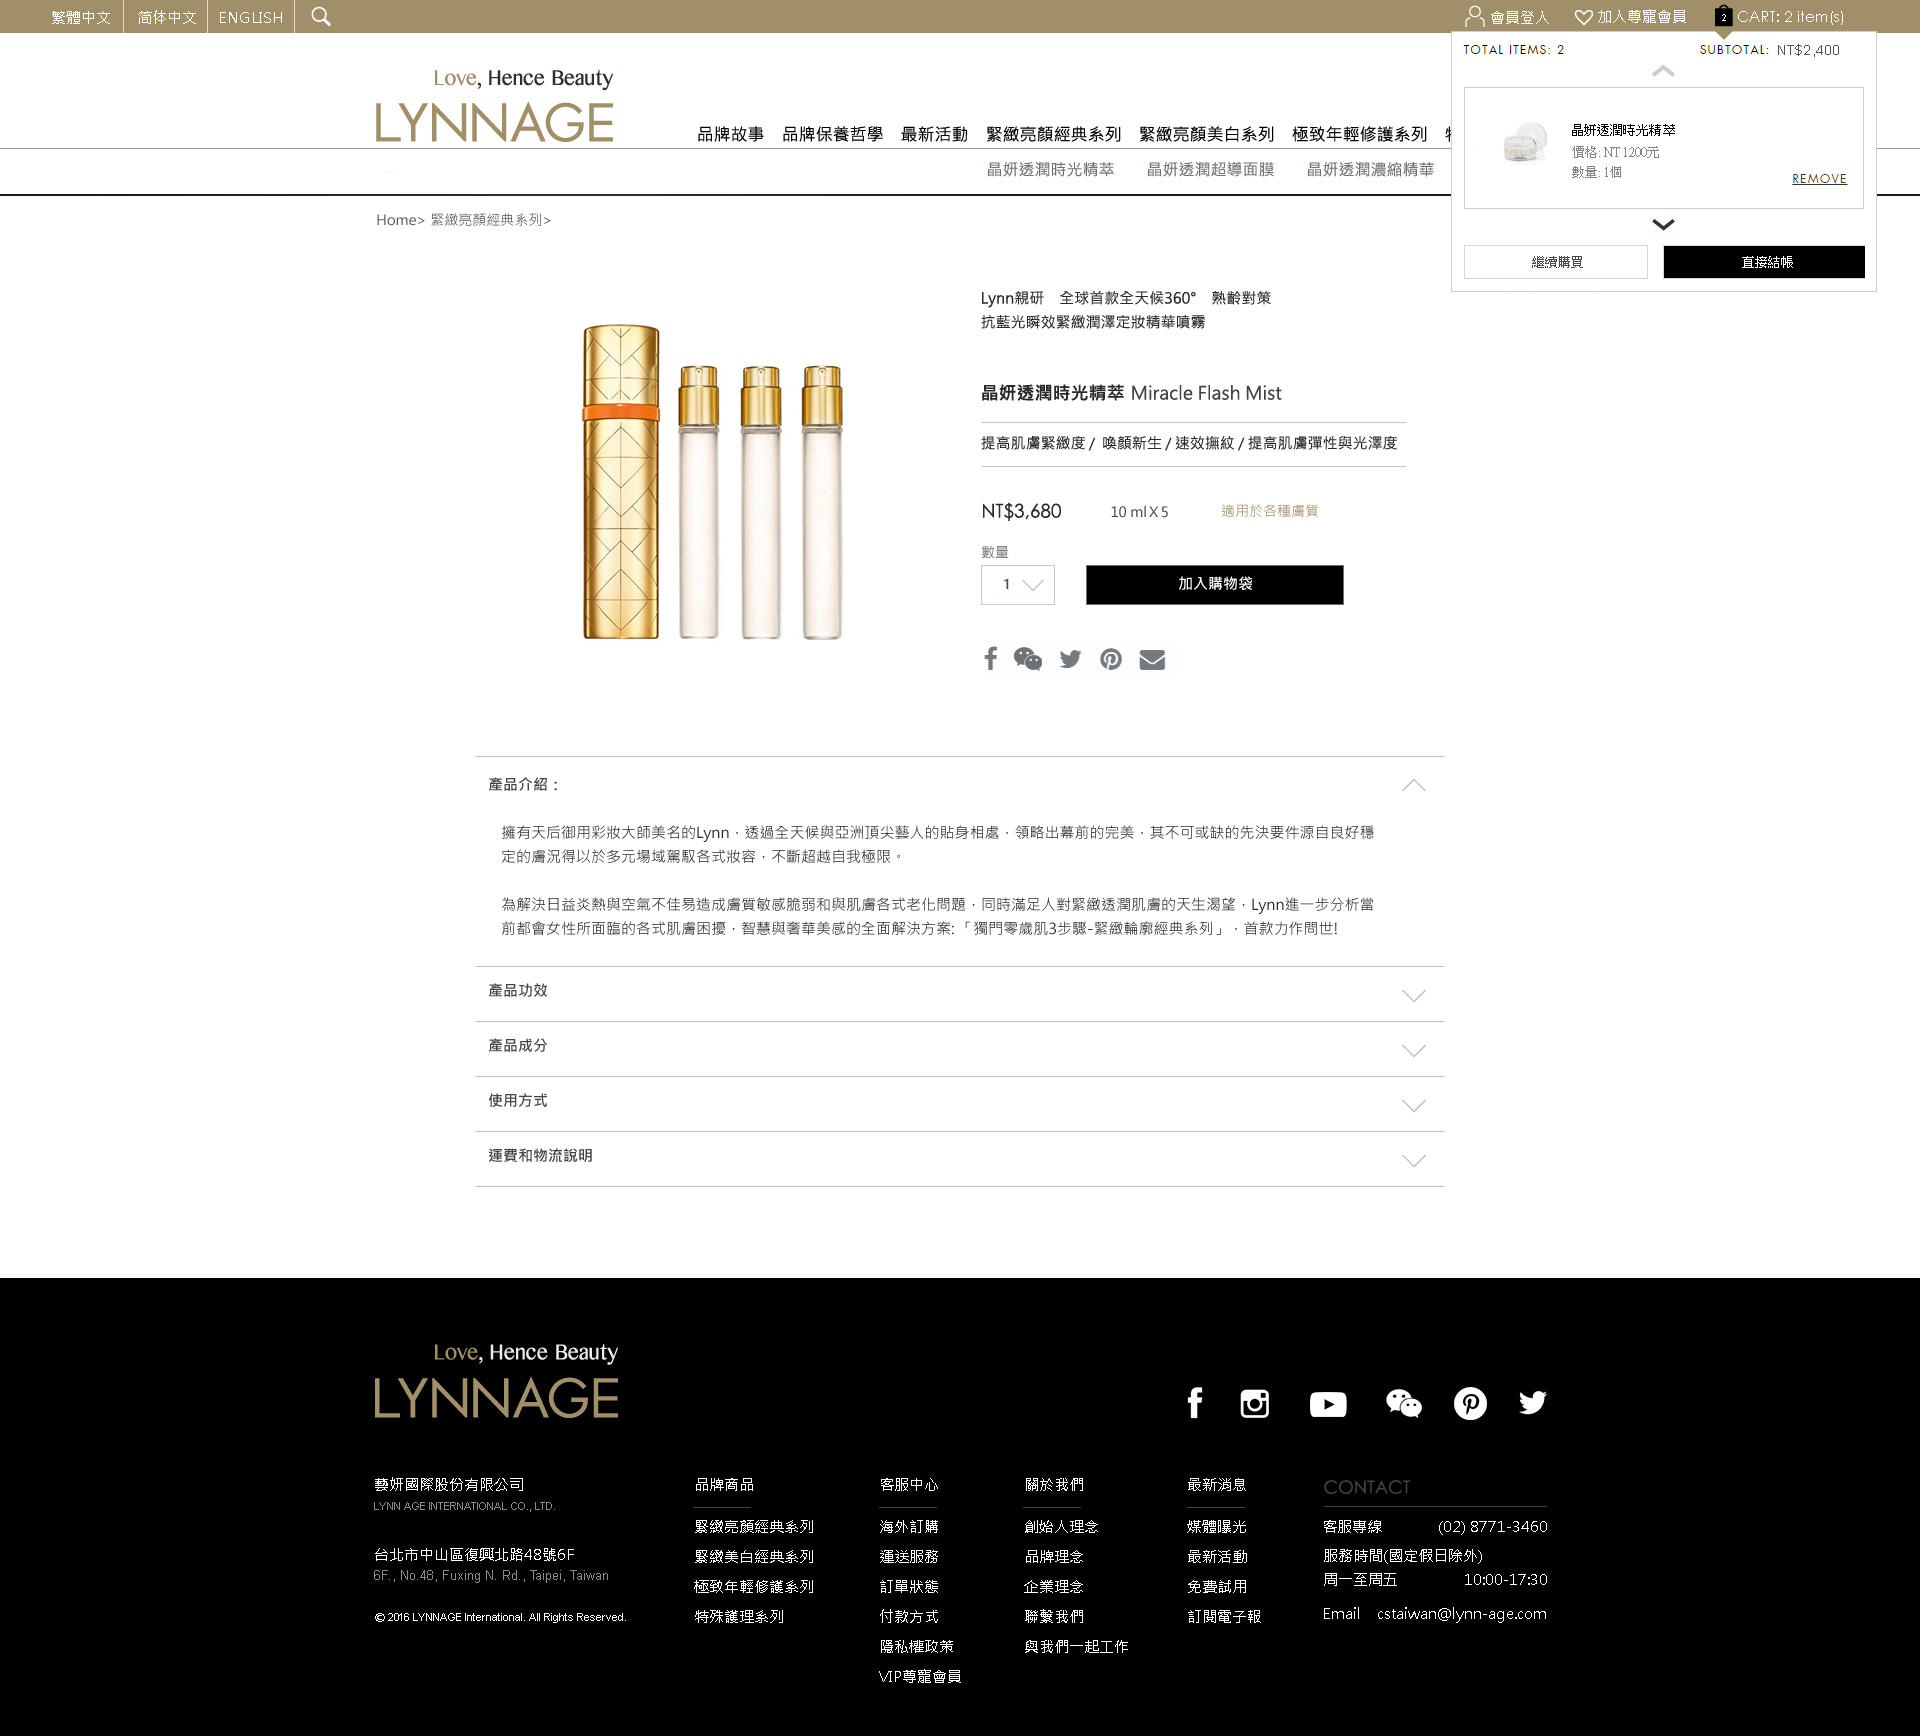 繁體中文 简体中文 ENGLISH
會員登入 加入尊寵會員 2 CART: 2 item(s)
TOTAL ITEMS: 2 SUBTOTAL: NT$2,400
晶妍透潤時光精萃
價格: NT 1200元
數量: 1個
REMOVE
繼續購買 直接結帳
Love, Hence Beauty
LYNNAGE
品牌故事 品牌保養哲學 最新活動 緊緻亮顏經典系列 緊緻亮顏美白系列 極致年輕修護系列
晶妍透潤時光精萃 晶妍透潤超導面膜 晶妍透潤濃縮精華
Home> 緊緻亮顏經典系列>
Lynn親研　全球首款全天候360°　熟齡對策
抗藍光瞬效緊緻潤澤定妝精華噴霧
晶妍透潤時光精萃 Miracle Flash Mist
提高肌膚緊緻度 / 喚顏新生 / 速效撫紋 / 提高肌膚彈性與光澤度
NT$3,680 10 ml X 5 適用於各種膚質
數量
1 加入購物袋
產品介紹：
擁有天后御用彩妝大師美名的Lynn，透過全天候與亞洲頂尖藝人的貼身相處，領略出幕前的完美，其不可或缺的先決要件源自良好穩
定的膚況得以於多元場域駕馭各式妝容，不斷超越自我極限。
為解決日益炎熱與空氣不佳易造成膚質敏感脆弱和與肌膚各式老化問題，同時滿足人對緊緻透潤肌膚的天生渴望，Lynn進一步分析當
前都會女性所面臨的各式肌膚困擾，智慧與奢華美感的全面解決方案:「獨門零歲肌3步驟-緊緻輪廓經典系列」，首款力作問世!
產品功效
產品成分
使用方式
運費和物流說明
Love, Hence Beauty
LYNNAGE
藝妍國際股份有限公司
LYNN AGE INTERNATIONAL CO., LTD.
台北市中山區復興北路48號6F
6F., No.48, Fuxing N. Rd., Taipei, Taiwan
© 2016 LYNNAGE International. All Rights Reserved.
品牌商品
緊緻亮顏經典系列
緊緻美白經典系列
極致年輕修護系列
特殊護理系列
客服中心
海外訂購
運送服務
訂單狀態
付款方式
隱私權政策
VIP尊寵會員
關於我們
創始人理念
品牌理念
企業理念
聯繫我們
與我們一起工作
最新消息
媒體曝光
最新活動
免費試用
訂閱電子報
CONTACT
客服專線 (02) 8771-3460
服務時間(國定假日除外)
周一至周五 10:00-17:30
Email cstaiwan@lynn-age.com